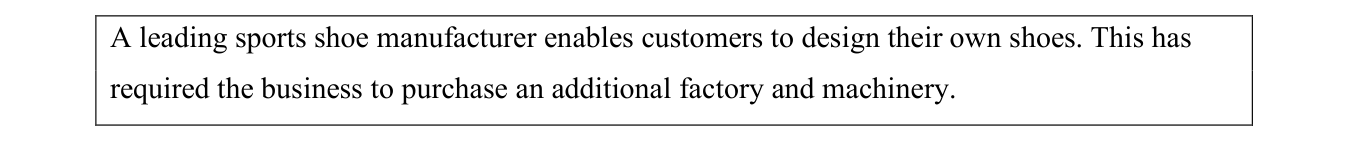 A leading sports shoe manufacturer enables customers to design their own shoes. This has
required the business to purchase an additional factory and machinery.